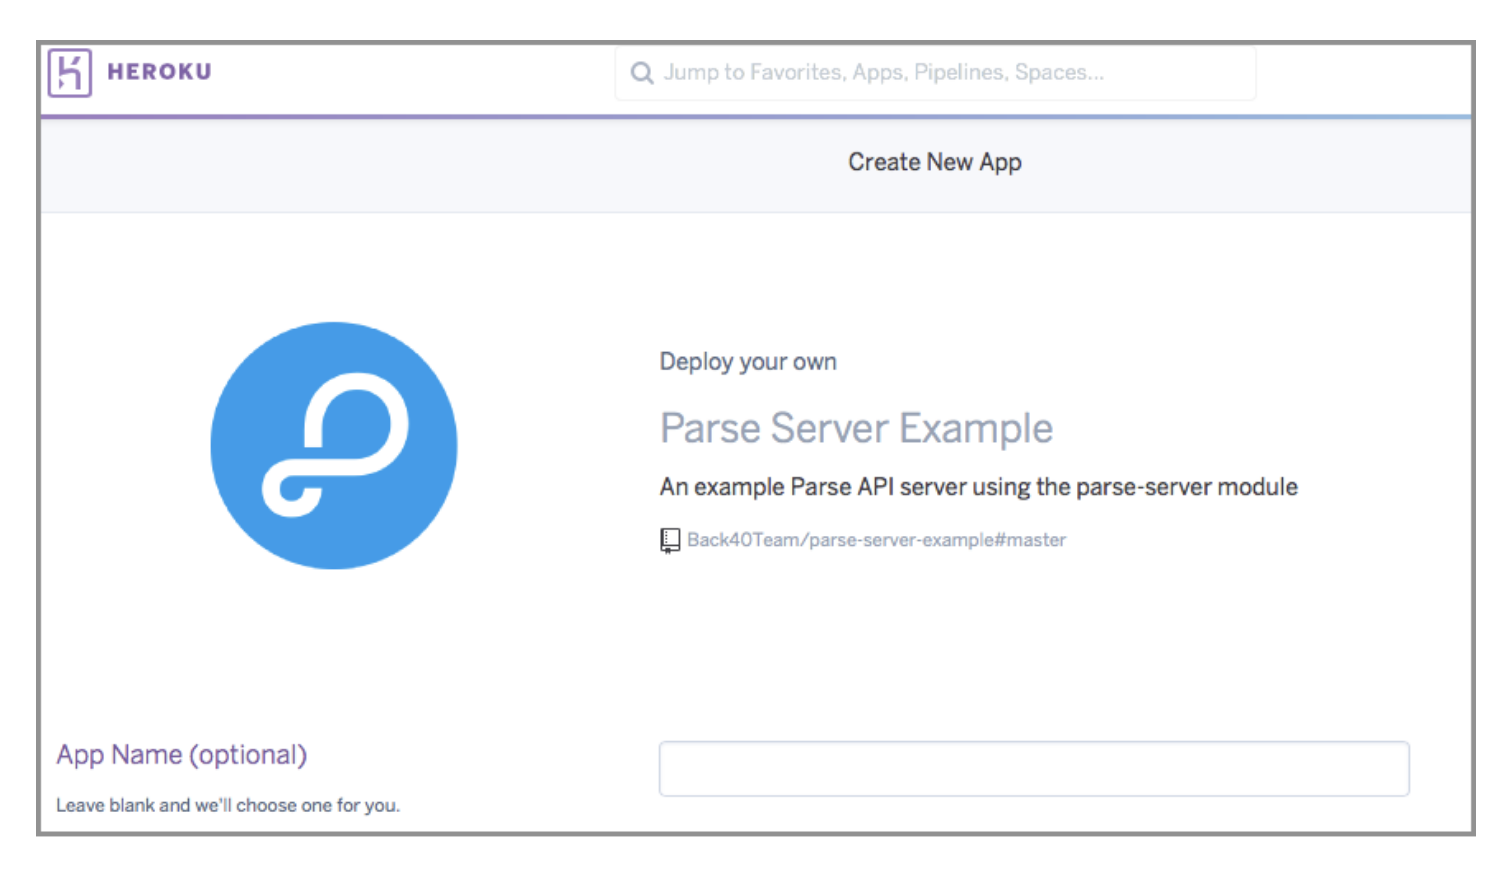 HEROKU
Jump to Favorites, Apps, Pipelines, Spaces...
Create New App
Deploy your own
Parse Server Example
An example Parse API server using the parse-server module
Back40Team/parse-server-example#master
App Name (optional)
Leave blank and we'll choose one for you.